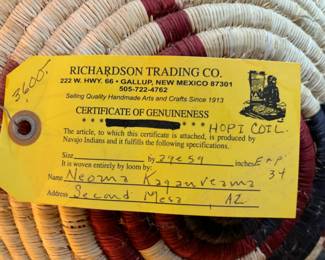 3,600.
RICHARDSON TRADING CO.
222 W. HWY. 66 • GALLUP, NEW MEXICO 87301
505-722-4762
Selling Quality Handmade Arts and Crafts Since 1913
CERTIFICATE OF GENUINENESS
HOPI COIL.
The article, to which this certificate is attached, is produced by
Navajo Indians and it fulfills the following specifications.
Size by inches
It is woven entirely by loom by:
Name Neoma
Address Second Mesa AZ